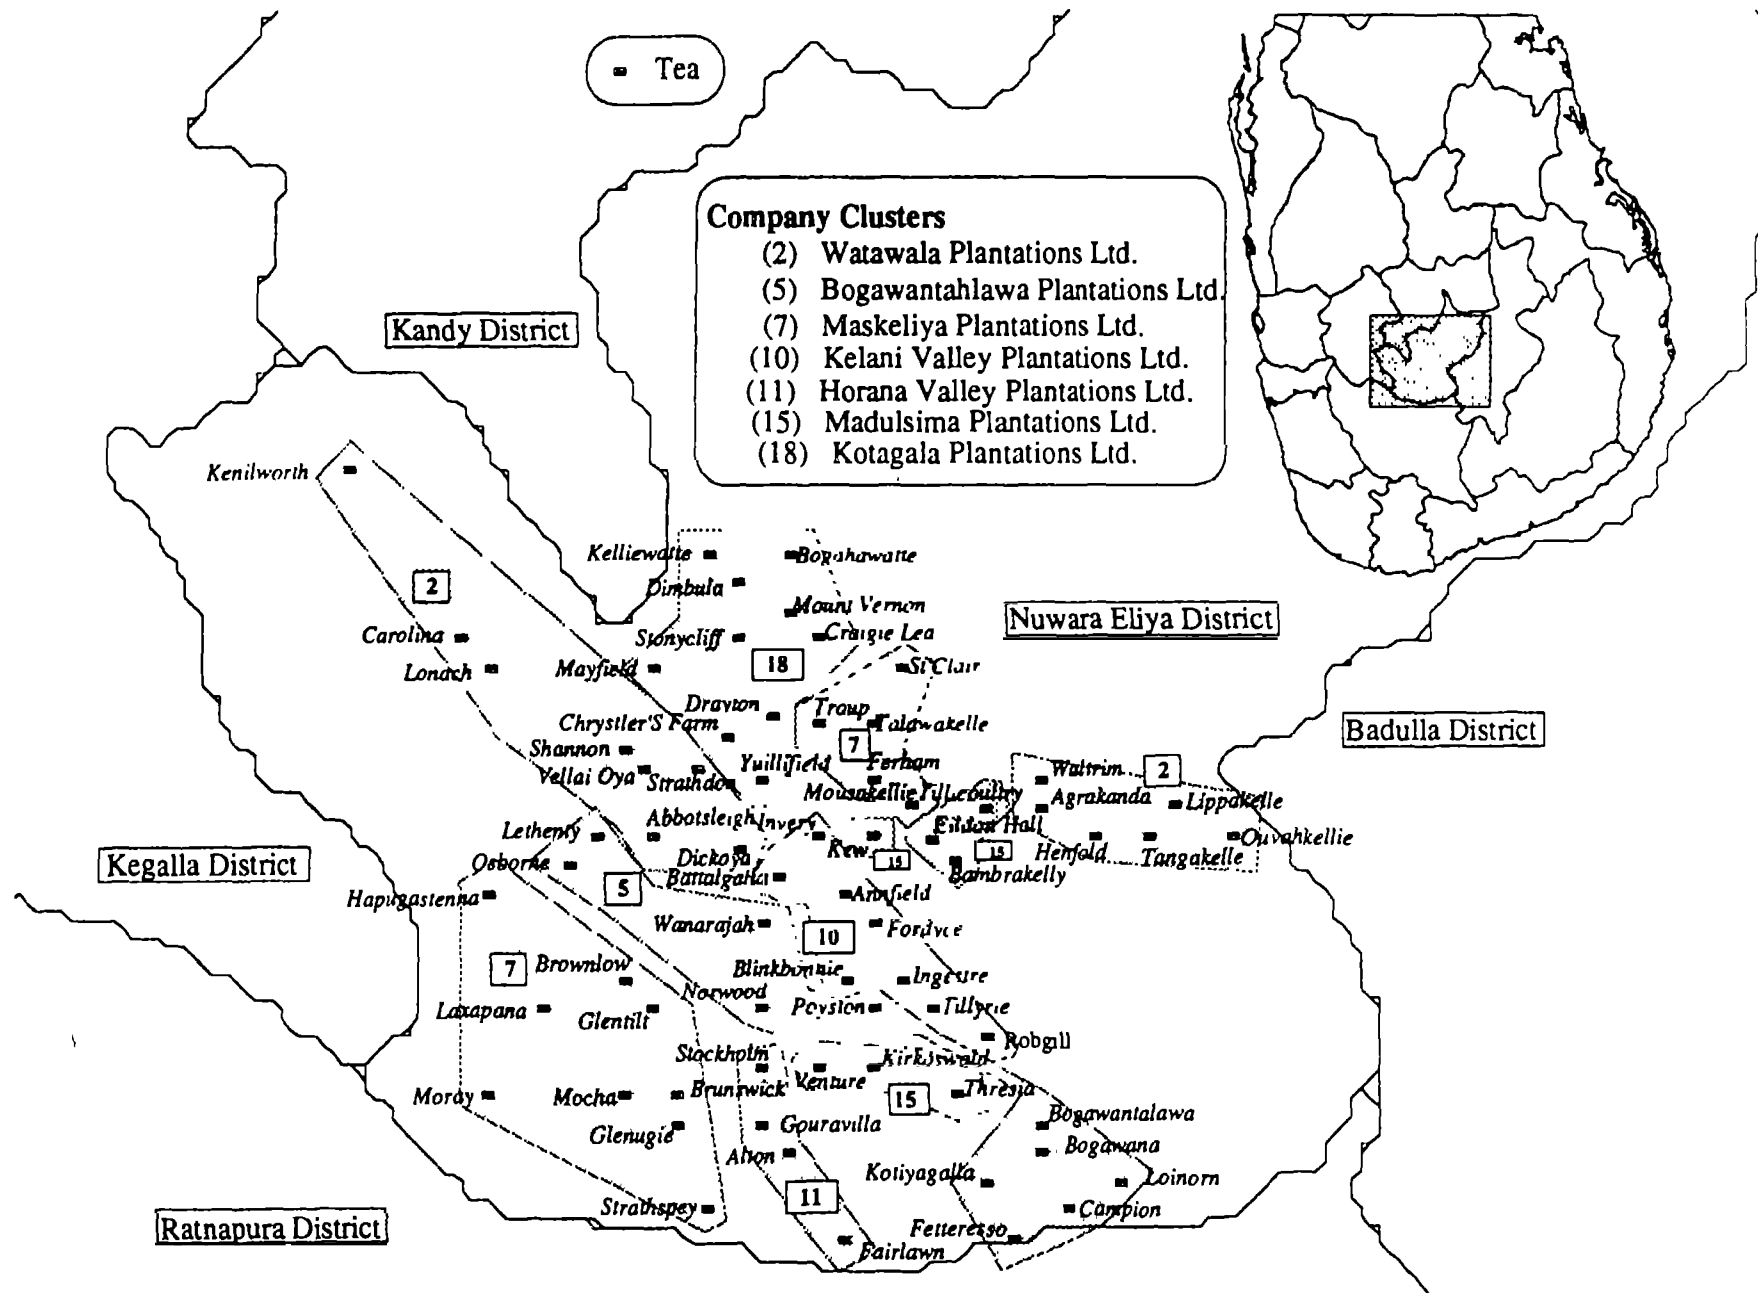 Tea
Company Clusters
(2) Watawala Plantations Ltd.
(5) Bogawantahlawa Plantations Ltd.
(7) Maskeliya Plantations Ltd.
(10) Kelani Valley Plantations Ltd.
(11) Horana Valley Plantations Ltd.
(15) Madulsima Plantations Ltd.
(18) Kotagala Plantations Ltd.
Kandy District
Kenilworth
Kelliewatte
Bogahawatte
2
Dimbula
Mount Vernon
Nuwara Eliya District
Carolina
Stonycliff
Craigie Lea
Lonach
Mayfield
18
St Clair
Drayton
Troup
Chrystler'S Farm
Talawakelle
Badulla District
Shannon
7
Vellai Oya
Strathdon
Yuillifield
Ferham
Waltrim
2
Mousakellie
Tillicoultry
Agrakanda
Lippakelle
Lethenty
Abbotsleigh
Invery
Eildon Hall
Ouvahkellie
Kegalla District
Osborne
Dickoya
Kew
15
15
Henfold
Tangakelle
Battalgalla
Bambrakelly
Hapugastenna
5
Annfield
Wanarajah
10
Fordyce
7
Brownlow
Blinkbonnie
Ingestre
Norwood
Laxapana
Glentilt
Poyston
Tillyrie
Robgill
Stockholm
Kirkoswald
Venture
Moray
Mocha
Brunswick
15
Thresia
Bogawantalawa
Glenugie
Gouravilla
Bogawana
Alton
Kotiyagalla
Loinorn
11
Ratnapura District
Strathspey
Campion
Fetteresso
Fairlawn